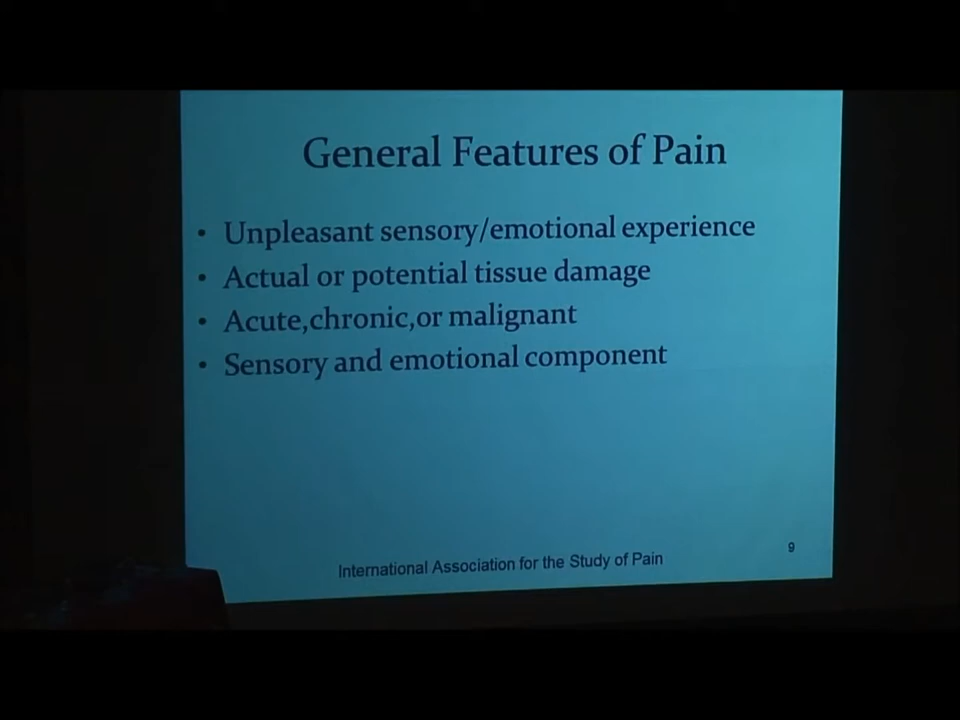 General Features of Pain
• Unpleasant sensory/emotional experience
• Actual or potential tissue damage
• Acute,chronic,or malignant
• Sensory and emotional component
International Association for the Study of Pain
9